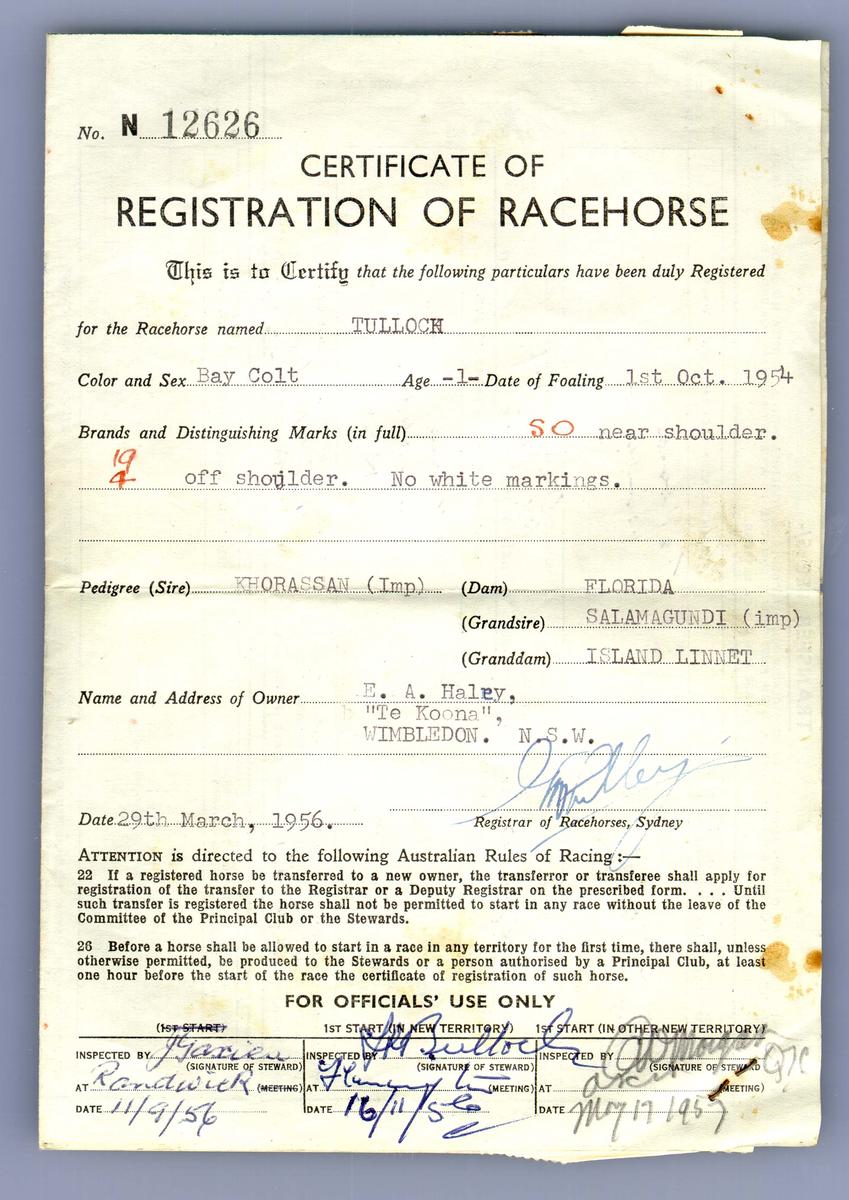 No. N 12626
CERTIFICATE OF
REGISTRATION OF RACEHORSE
This is to Certify that the following particulars have been duly Registered
for the Racehorse named TULLOCH
Color and Sex Bay Colt Age -1- Date of Foaling 1st Oct. 1954
Brands and Distinguishing Marks (in full) SO near shoulder.
19
4 off shoulder. No white markings.
Pedigree (Sire) KHORASSAN (Imp) (Dam) FLORIDA
(Grandsire) SALAMAGUNDI (imp)
(Granddam) ISLAND LINNET
Name and Address of Owner E. A. Haley,
"Te Koona",
WIMBLEDON. N.S.W.
Date 29th March, 1956. Registrar of Racehorses, Sydney
ATTENTION is directed to the following Australian Rules of Racing:—
22 If a registered horse be transferred to a new owner, the transferror or transferee shall apply for
registration of the transfer to the Registrar or a Deputy Registrar on the prescribed form. . . . Until
such transfer is registered the horse shall not be permitted to start in any race without the leave of the
Committee of the Principal Club or the Stewards.
26 Before a horse shall be allowed to start in a race in any territory for the first time, there shall, unless
otherwise permitted, be produced to the Stewards or a person authorised by a Principal Club, at least
one hour before the start of the race the certificate of registration of such horse.
FOR OFFICIALS' USE ONLY
(1ST START) 1ST START (IN NEW TERRITORY) 1ST START (IN OTHER NEW TERRITORY)
INSPECTED BY INSPECTED BY INSPECTED BY
(SIGNATURE OF STEWARD) (SIGNATURE OF STEWARD) (SIGNATURE OF STEWARD)
AT Randwick (MEETING) AT Flemington (MEETING) AT (MEETING)
DATE 11/9/56 DATE 16/11/56 DATE May 17 1957